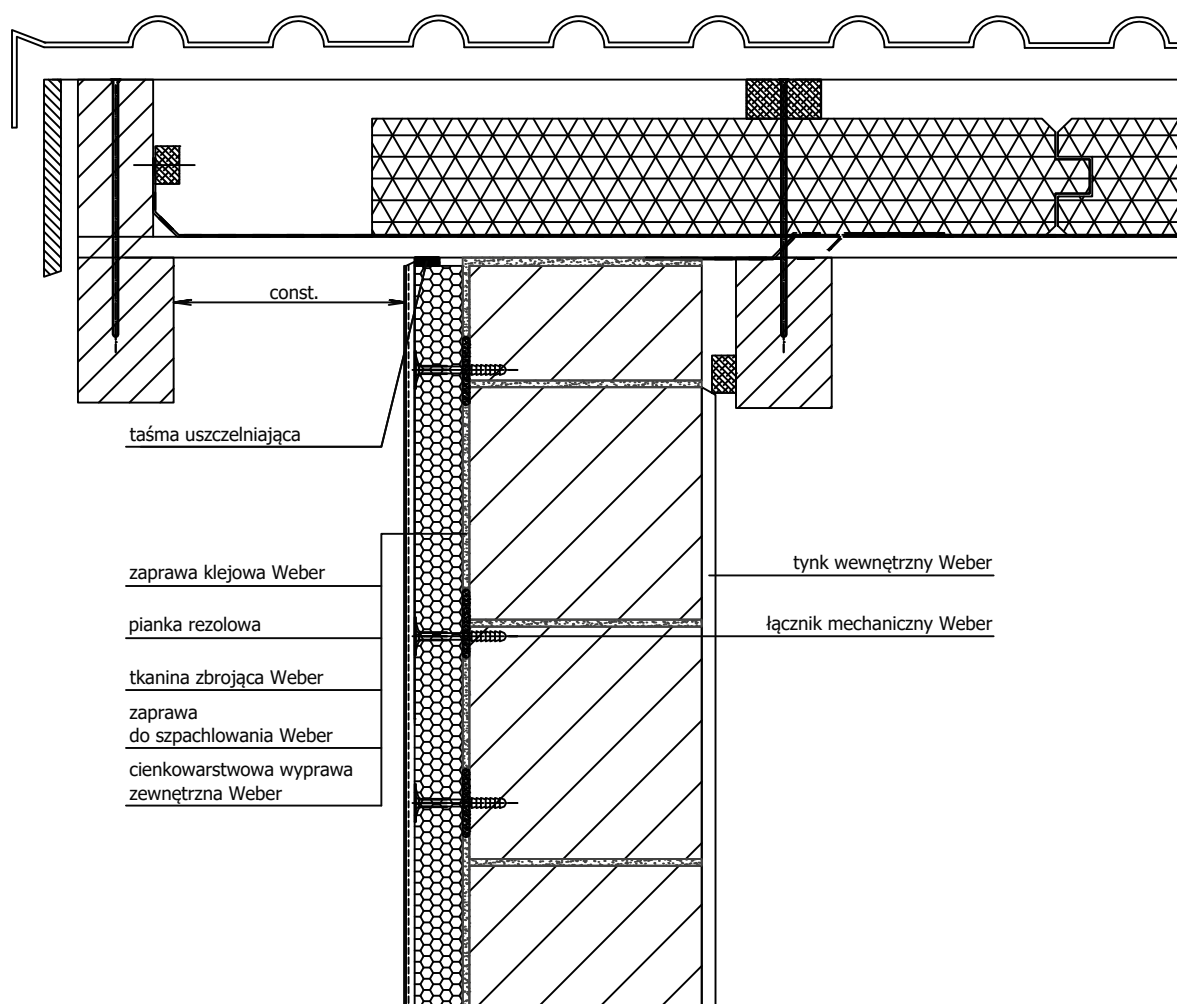 const.
taśma uszczelniająca
zaprawa klejowa Weber
pianka rezolowa
tkanina zbrojąca Weber
zaprawa
do szpachlowania Weber
cienkowarstwowa wyprawa
zewnętrzna Weber
tynk wewnętrzny Weber
łącznik mechaniczny Weber